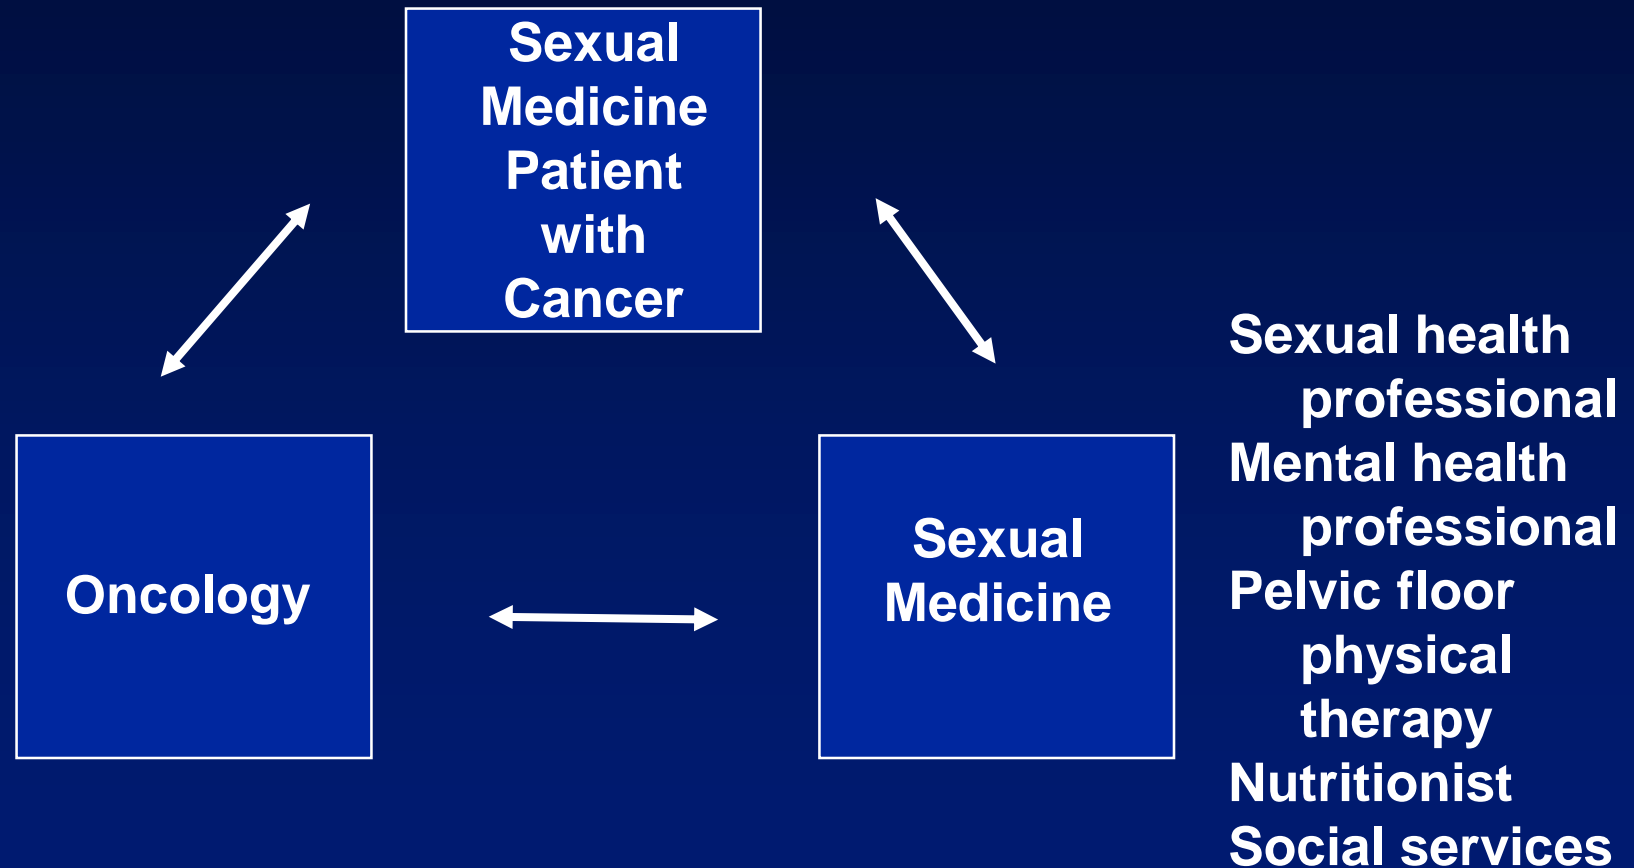 Sexual
Medicine
Patient
with
Cancer
Oncology
Sexual
Medicine
Sexual health
professional
Mental health
professional
Pelvic floor
physical
therapy
Nutritionist
Social services